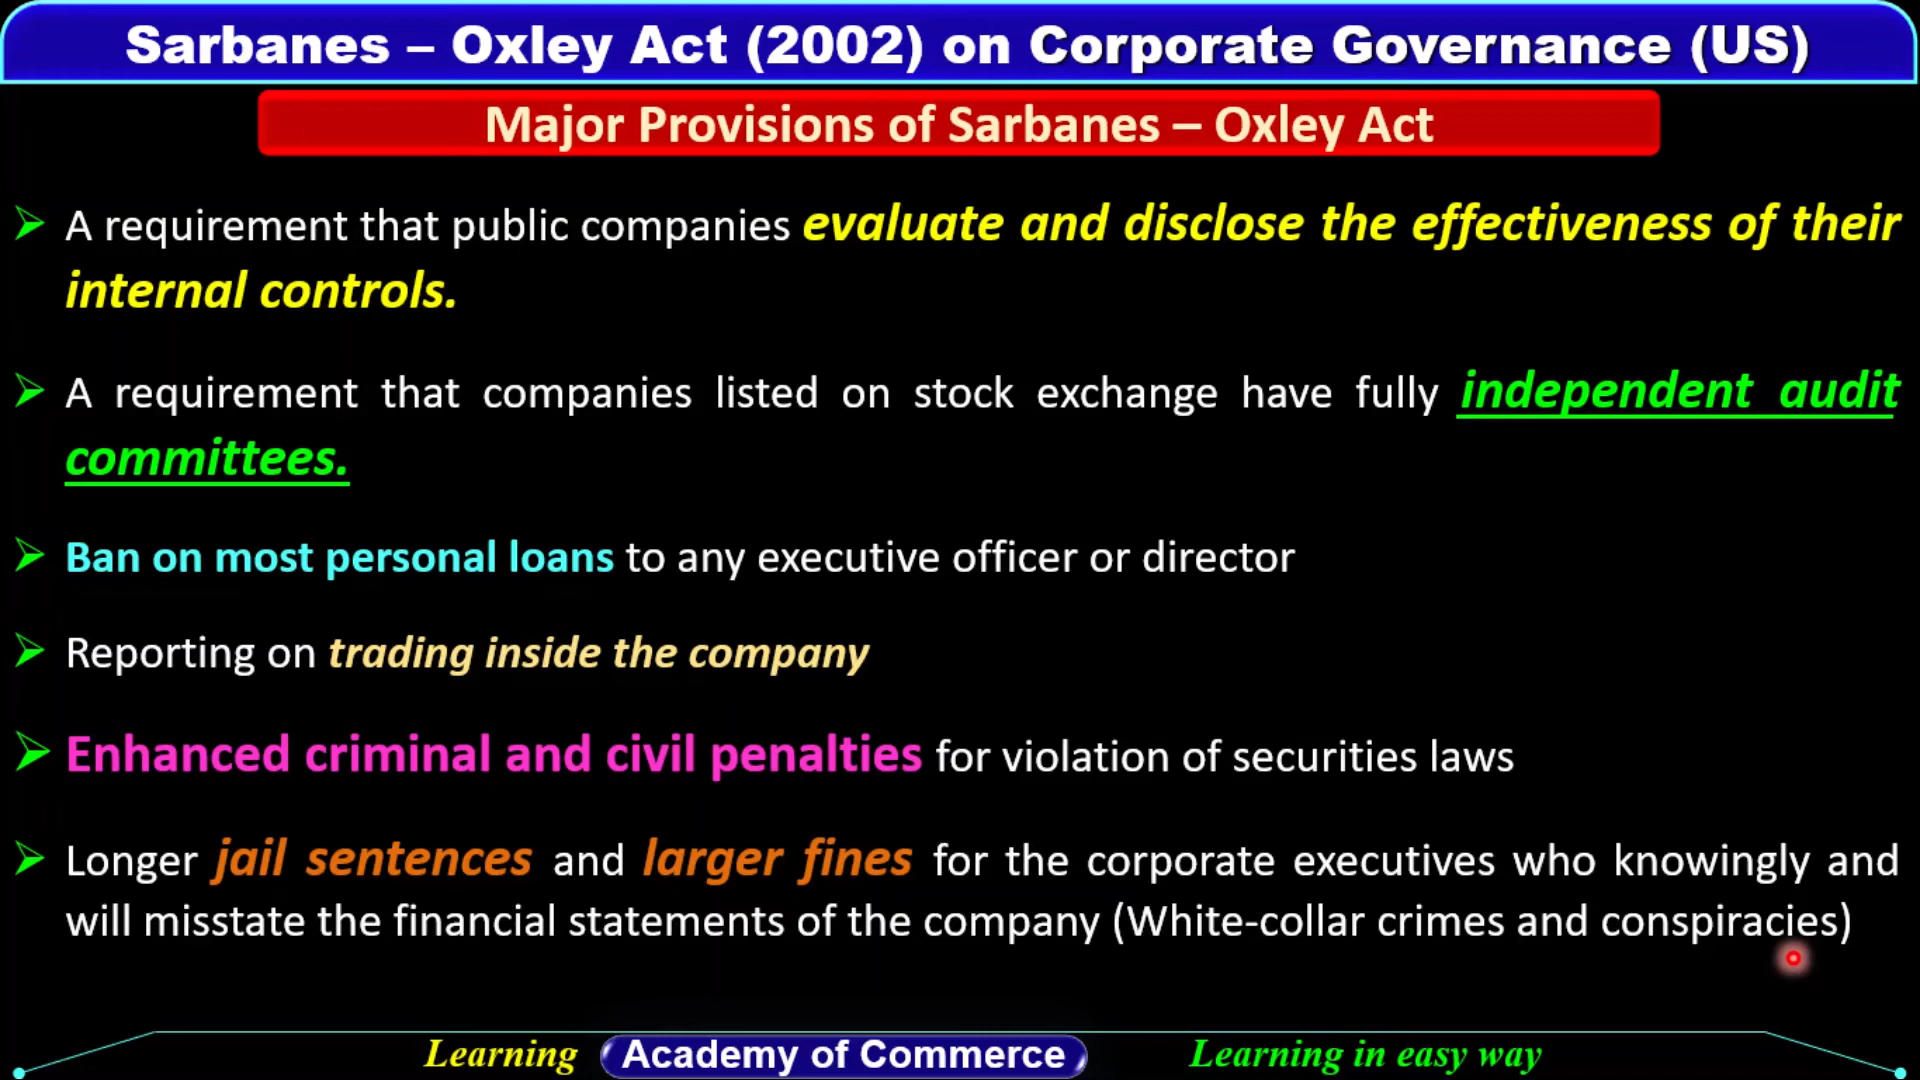 Sarbanes – Oxley Act (2002) on Corporate Governance (US)
Major Provisions of Sarbanes – Oxley Act
A requirement that public companies evaluate and disclose the effectiveness of their
internal controls.
A requirement that companies listed on stock exchange have fully independent audit
committees.
Ban on most personal loans to any executive officer or director
Reporting on trading inside the company
Enhanced criminal and civil penalties for violation of securities laws
Longer jail sentences and larger fines for the corporate executives who knowingly and
will misstate the financial statements of the company (White-collar crimes and conspiracies)
Learning Academy of Commerce Learning in easy way